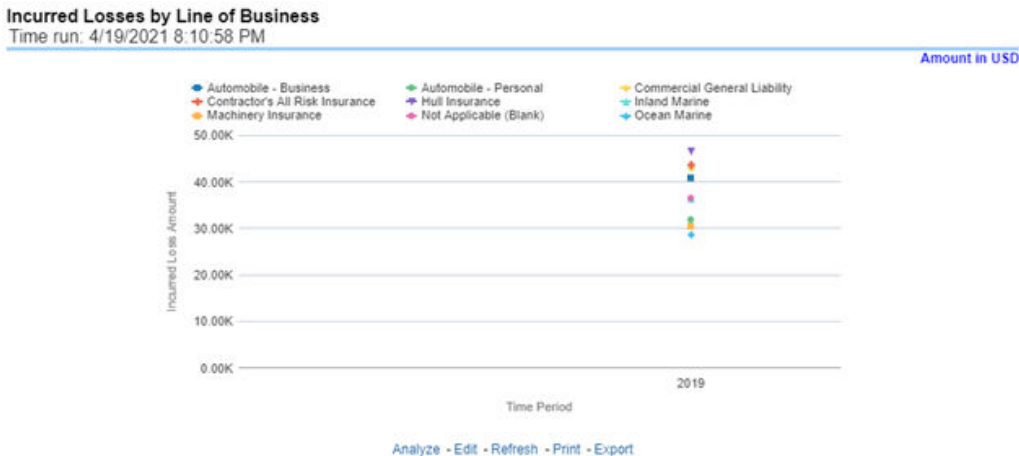 Incurred Losses by Line of Business
Time run: 4/19/2021 8:10:58 PM
Amount in USD
Automobile - Business
Automobile - Personal
Commercial General Liability
Contractor's All Risk Insurance
Hull Insurance
Inland Marine
Machinery Insurance
Not Applicable (Blank)
Ocean Marine
Incurred Loss Amount
50.00K
40.00K
30.00K
20.00K
10.00K
0.00K
2019
Time Period
Analyze - Edit - Refresh - Print - Export